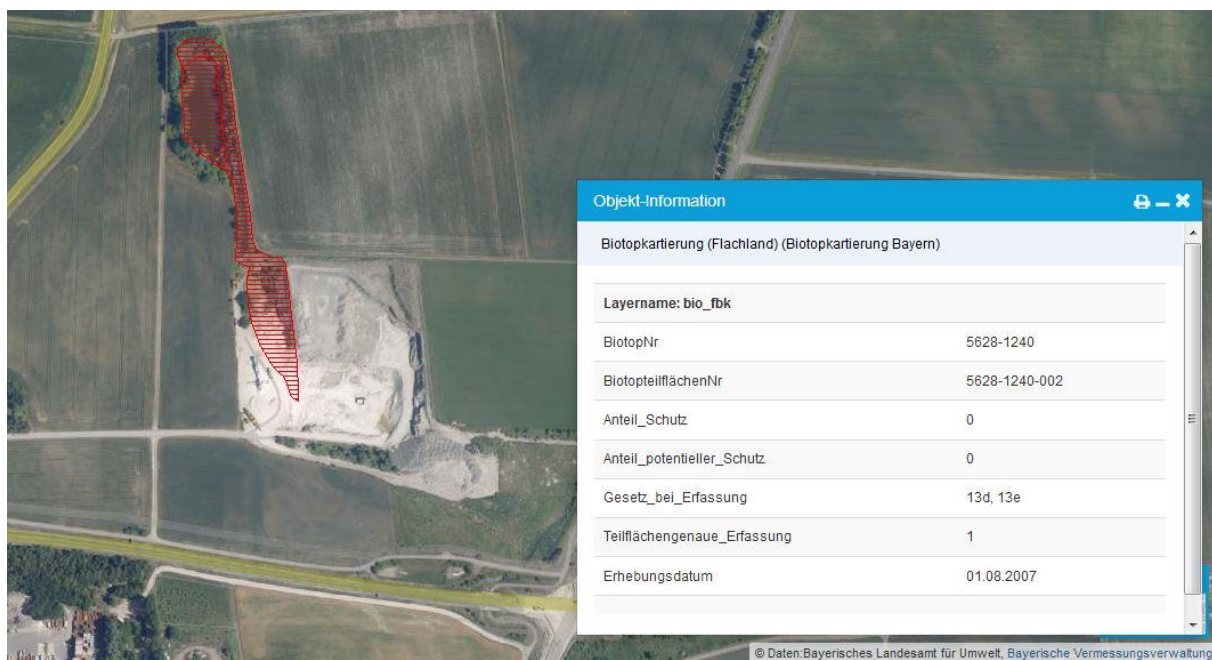 Objekt-Information
Biotopkartierung (Flachland) (Biotopkartierung Bayern)
Layername: bio_fbk
BiotopNr 5628-1240
BiotopteilflächenNr 5628-1240-002
Anteil_Schutz 0
Anteil_potentieller_Schutz 0
Gesetz_bei_Erfassung 13d, 13e
Teilflächengenaue_Erfassung 1
Erhebungsdatum 01.08.2007
© Daten:Bayerisches Landesamt für Umwelt, Bayerische Vermessungsverwaltung